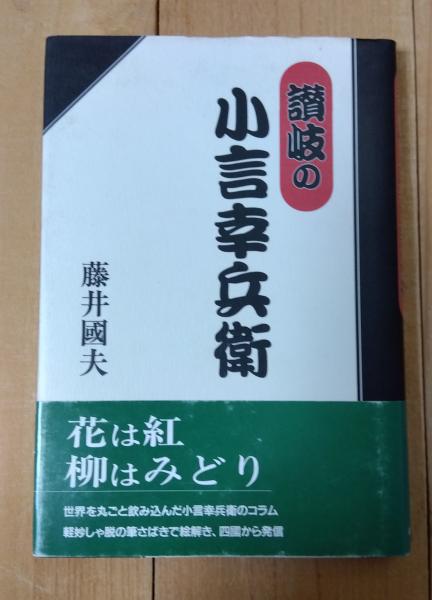 讃岐の
小言幸兵衛
藤井國夫
花は紅
柳はみどり
世界を丸ごと飲み込んだ小言幸兵衛のコラム
軽妙しゃ脱の筆さばきで絵解き、四國から発信